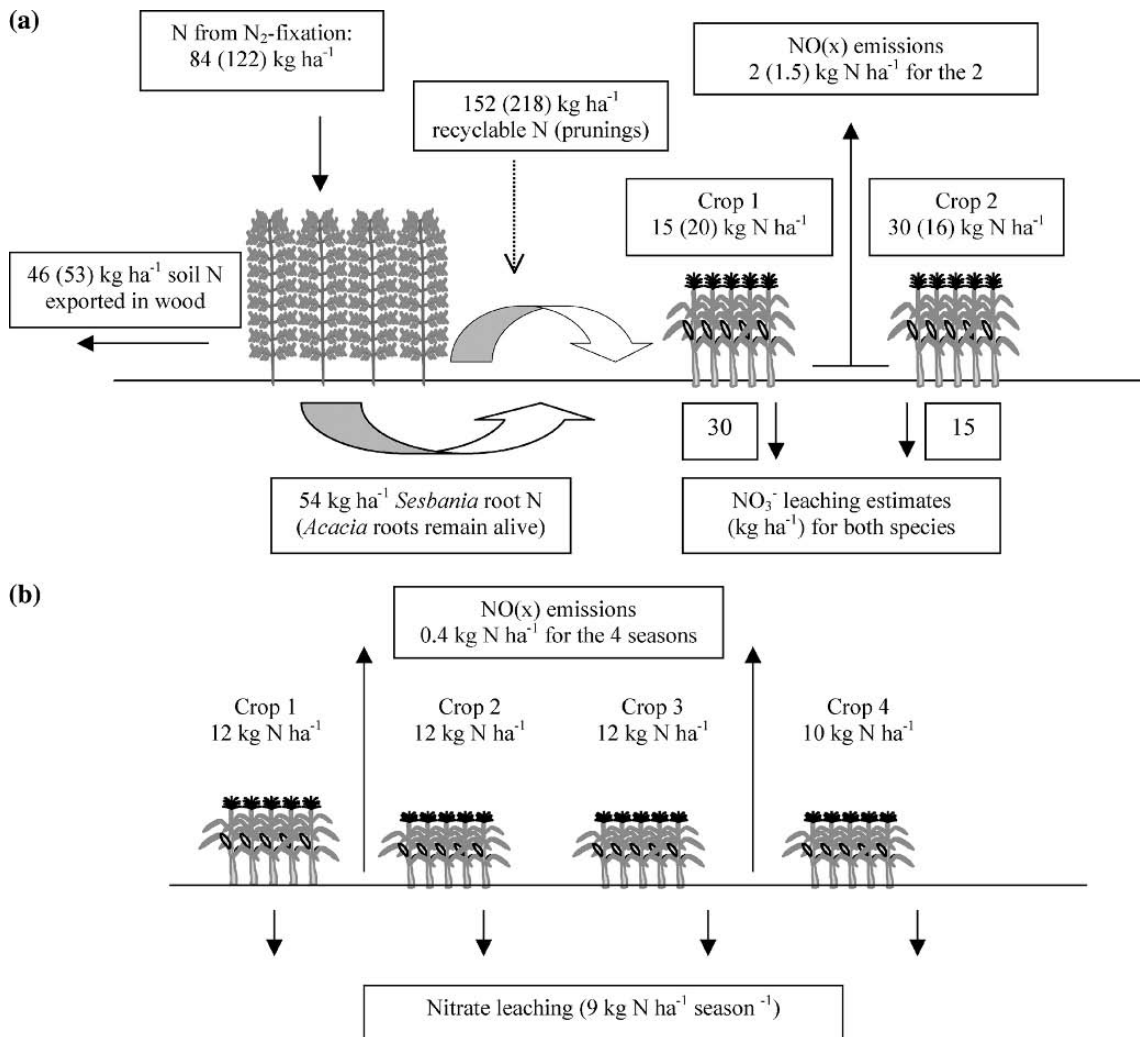 (a)
N from N₂-fixation:
84 (122) kg ha⁻¹
NO(x) emissions
2 (1.5) kg N ha⁻¹ for the 2
152 (218) kg ha⁻¹
recyclable N (prunings)
Crop 1
15 (20) kg N ha⁻¹
Crop 2
30 (16) kg N ha⁻¹
46 (53) kg ha⁻¹ soil N
exported in wood
30
15
54 kg ha⁻¹ Sesbania root N
(Acacia roots remain alive)
NO₃⁻ leaching estimates
(kg ha⁻¹) for both species
(b)
NO(x) emissions
0.4 kg N ha⁻¹ for the 4 seasons
Crop 1
12 kg N ha⁻¹
Crop 2
12 kg N ha⁻¹
Crop 3
12 kg N ha⁻¹
Crop 4
10 kg N ha⁻¹
Nitrate leaching (9 kg N ha⁻¹ season ⁻¹)